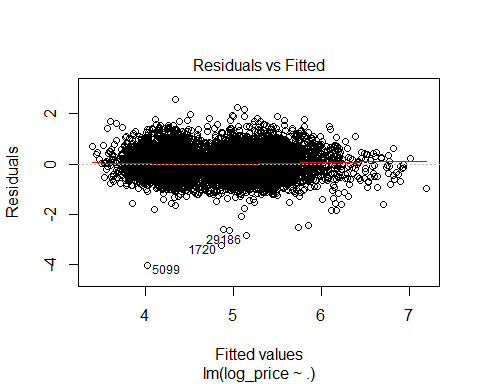 Residuals vs Fitted
Residuals
2
0
-2
-4
29186
1720
5099
4 5 6 7
Fitted values
lm(log_price ~ .)